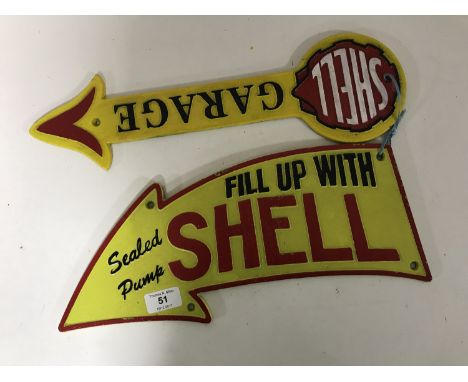 SHELL
GARAGE
FILL UP WITH
SHELL
Sealed
Pump
51